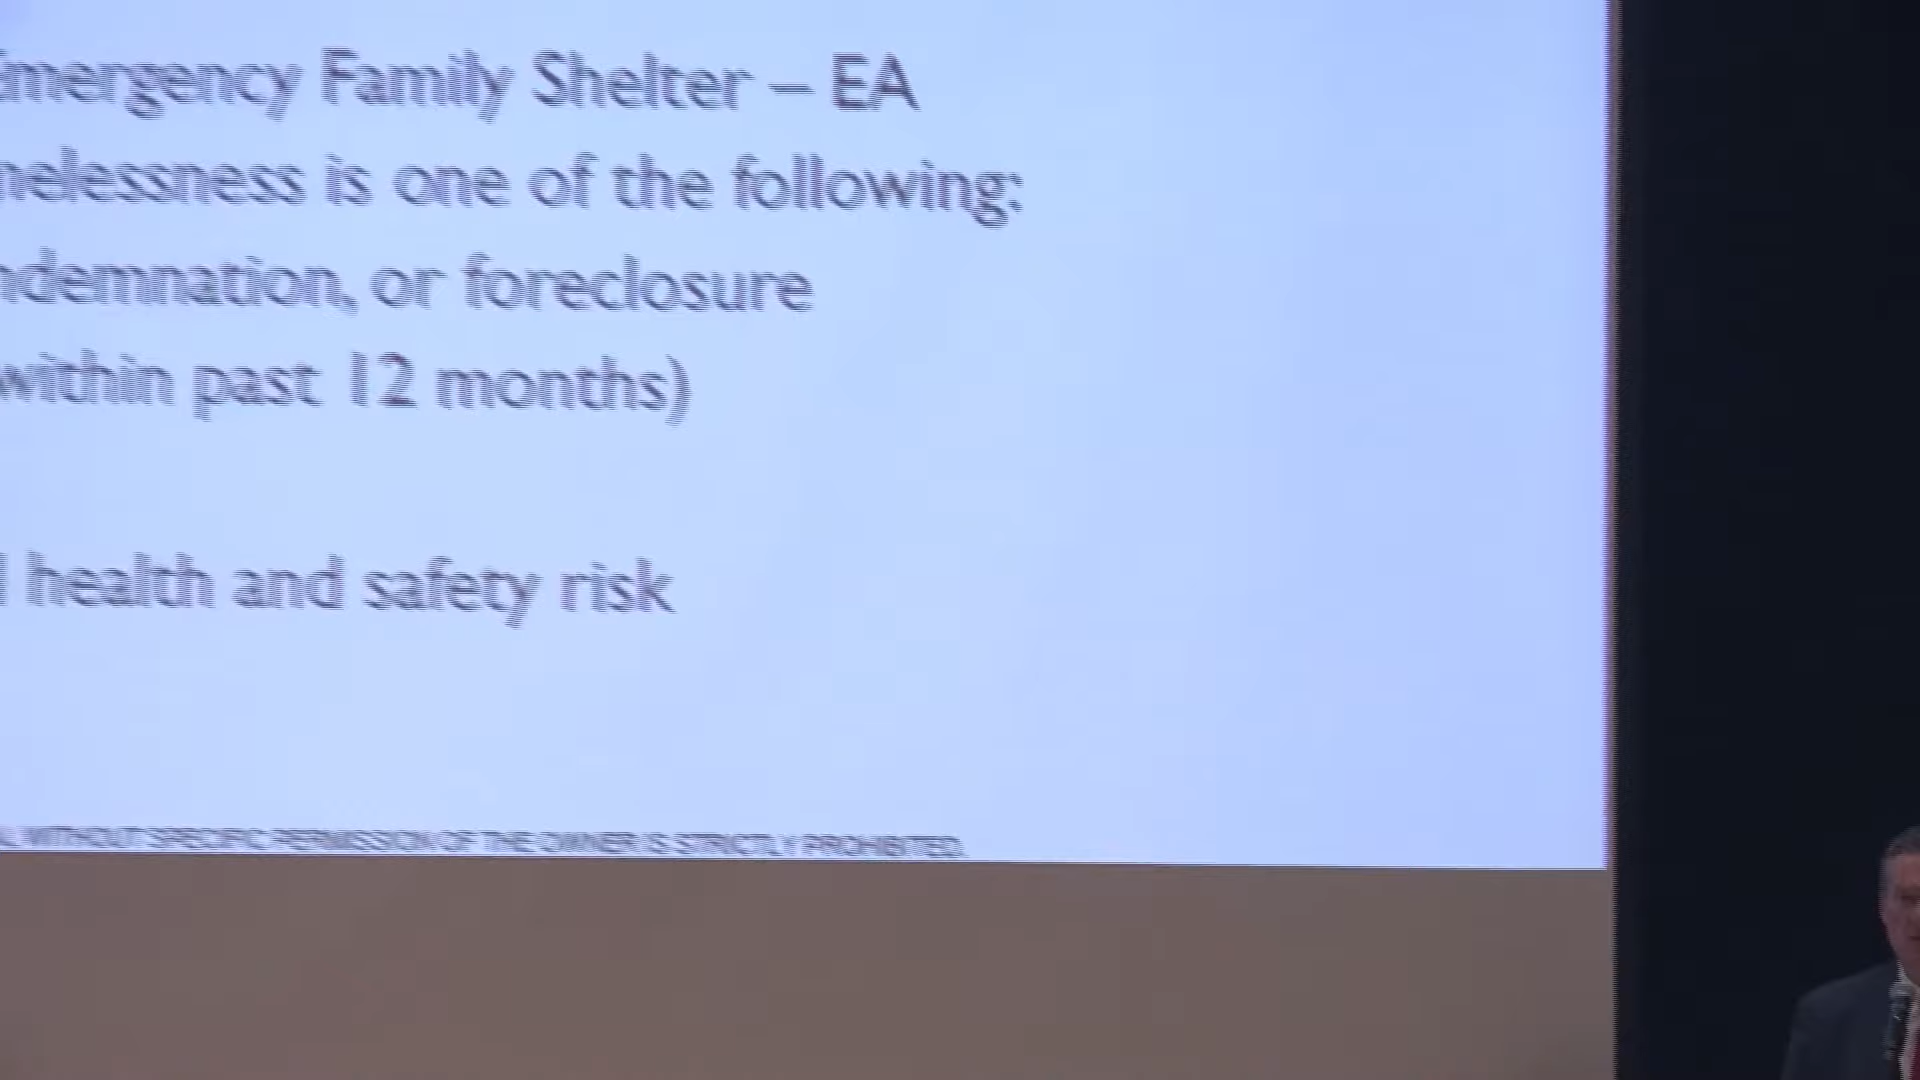 Emergency Family Shelter – EA
nelessness is one of the following:
ndemnation, or foreclosure
within past 12 months)
l health and safety risk
WITHOUT SPECIFIC PERMISSION OF THE OWNER IS STRICTLY PROHIBITED.